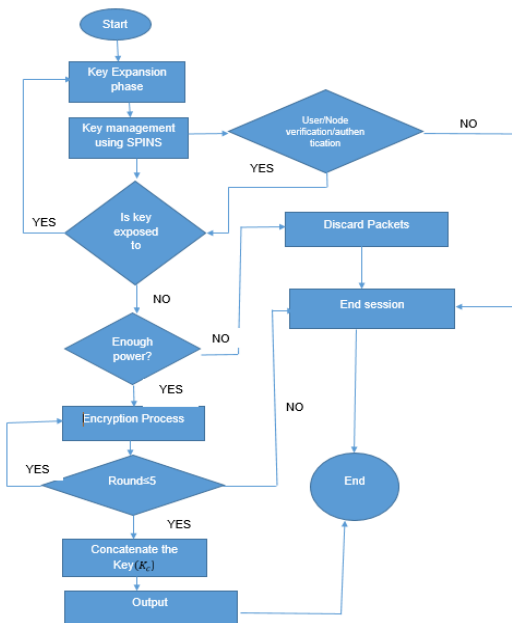 Start
Key Expansion
phase
Key management
using SPINS
User/Node
verification/authen
tication
NO
YES
YES
Is key
exposed
to
Discard Packets
NO
End session
Enough
power?
NO
YES
NO
Encryption Process
YES
Round≤5
End
YES
Concatenate the
Key(K_c)
Output